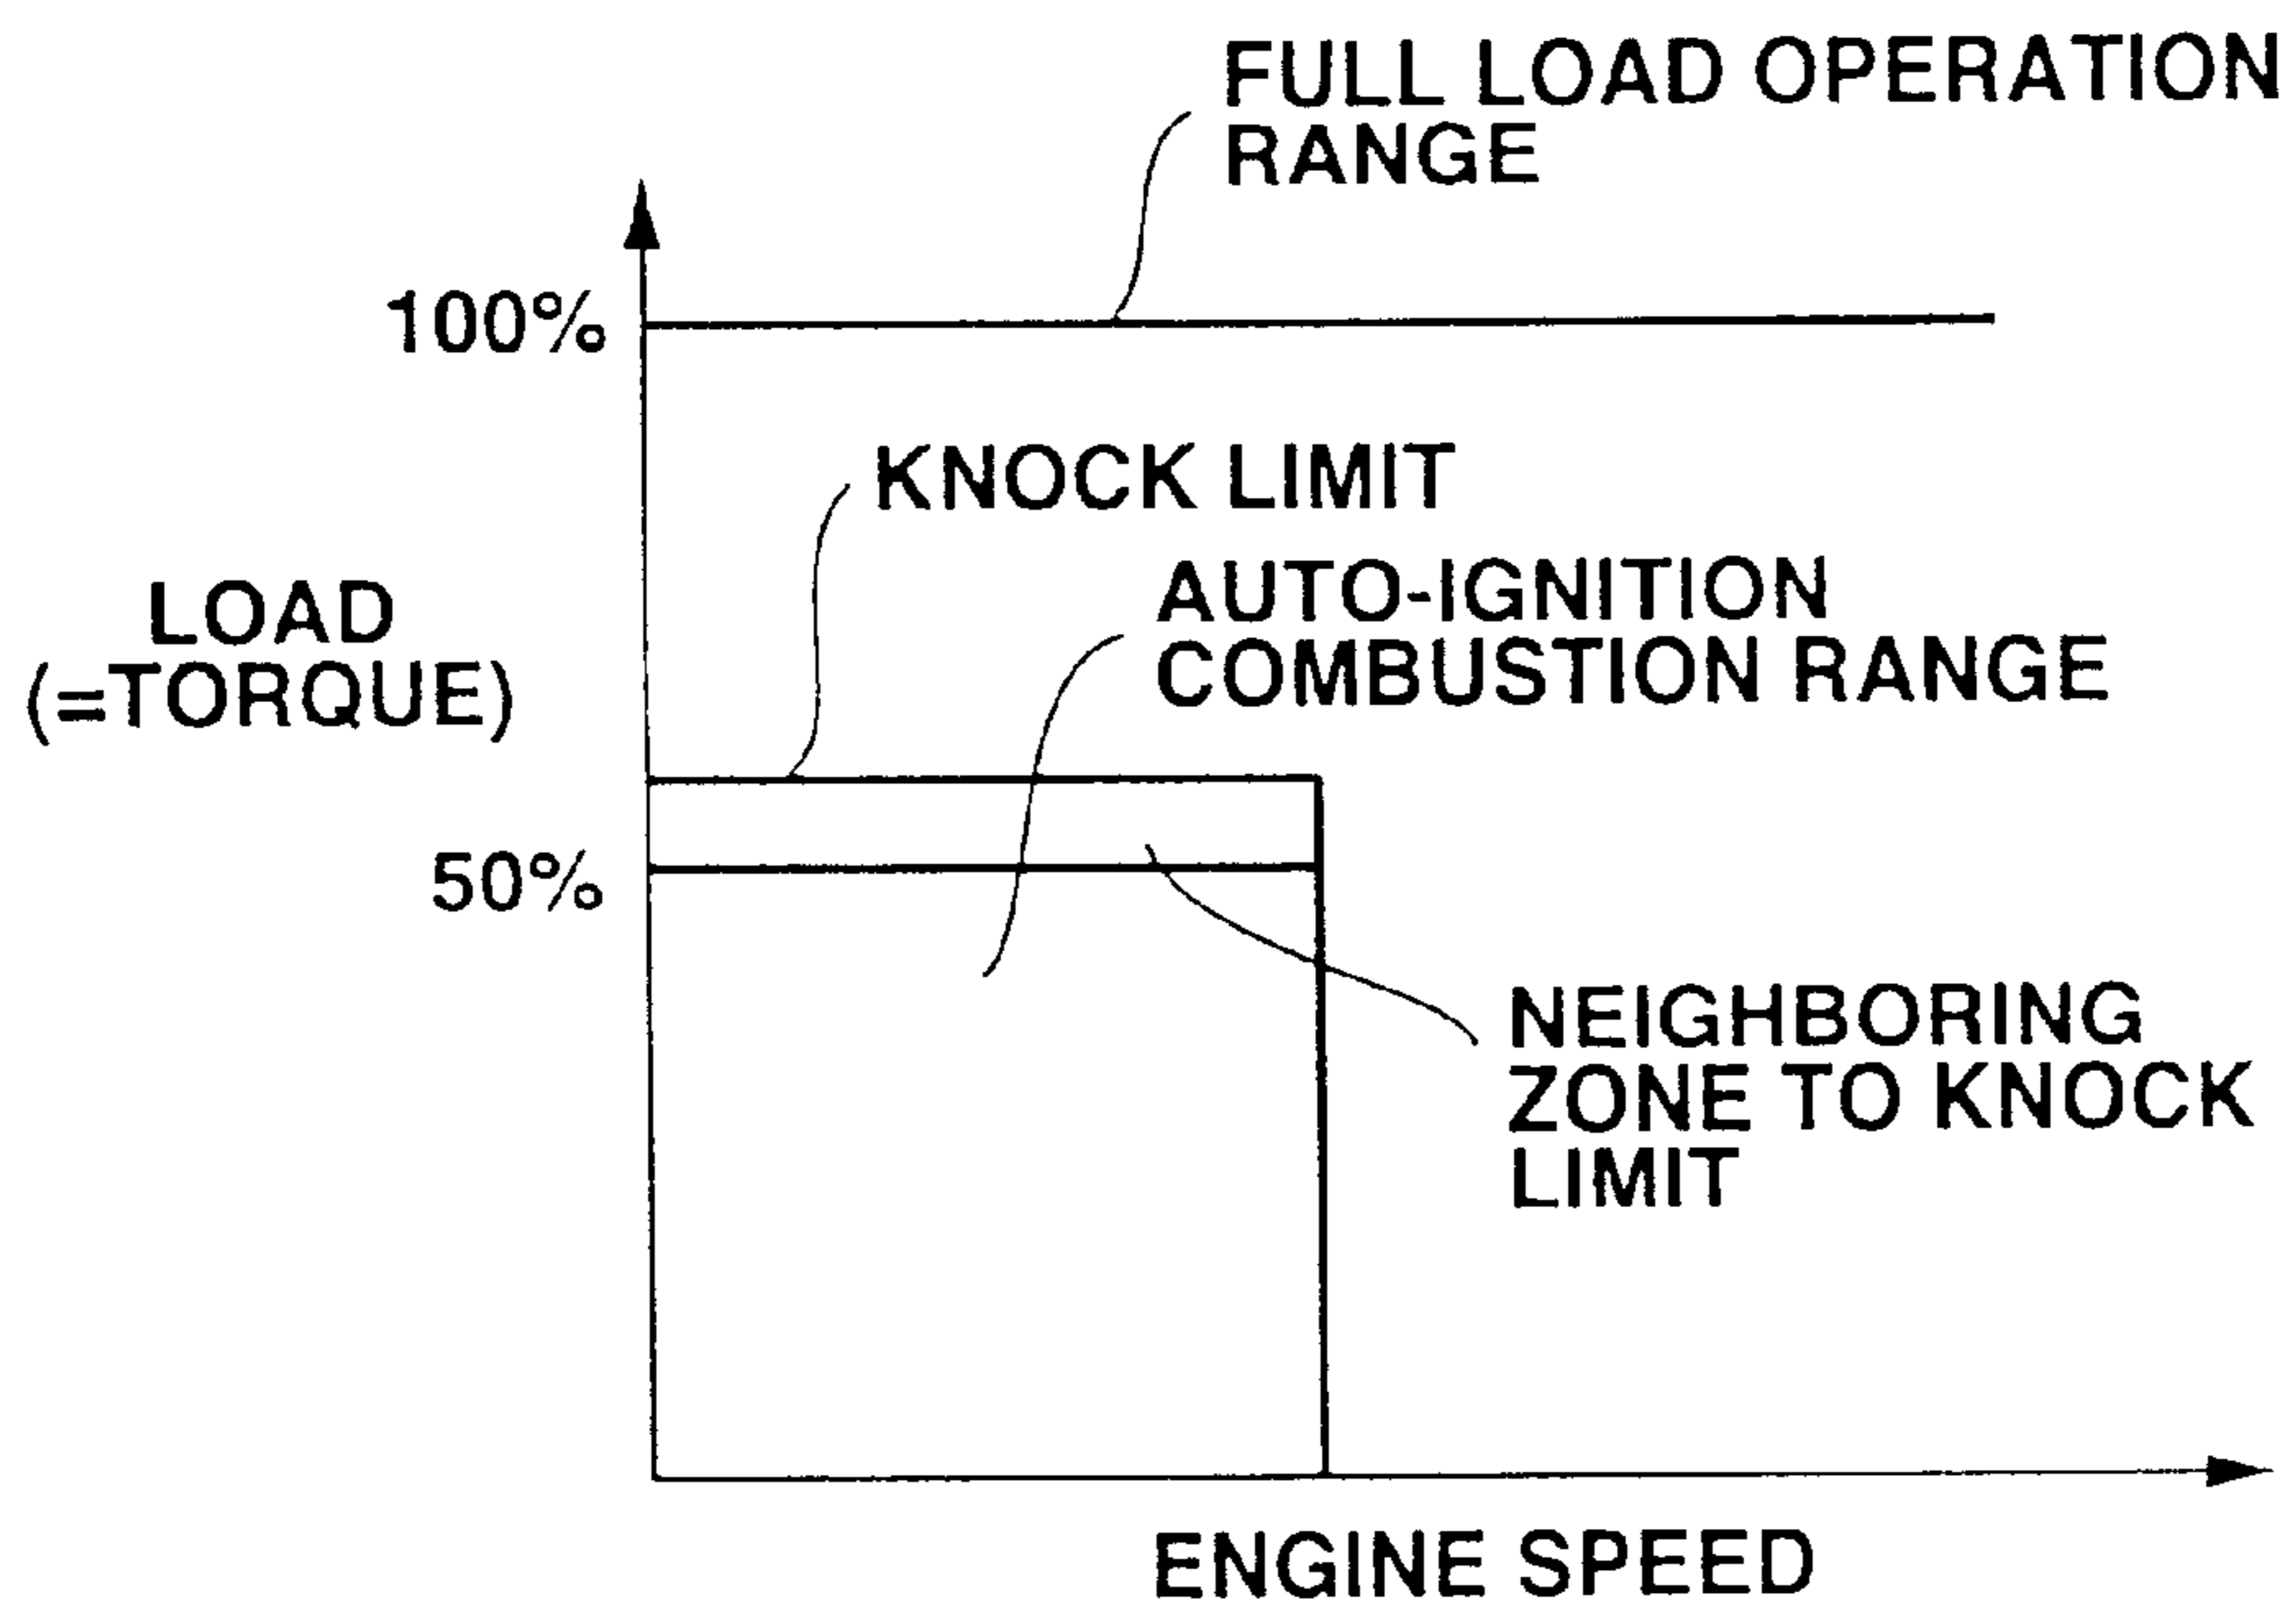 FULL LOAD OPERATION
RANGE
100%
KNOCK LIMIT
AUTO-IGNITION
COMBUSTION RANGE
LOAD
(=TORQUE)
50%
NEIGHBORING
ZONE TO KNOCK
LIMIT
ENGINE SPEED